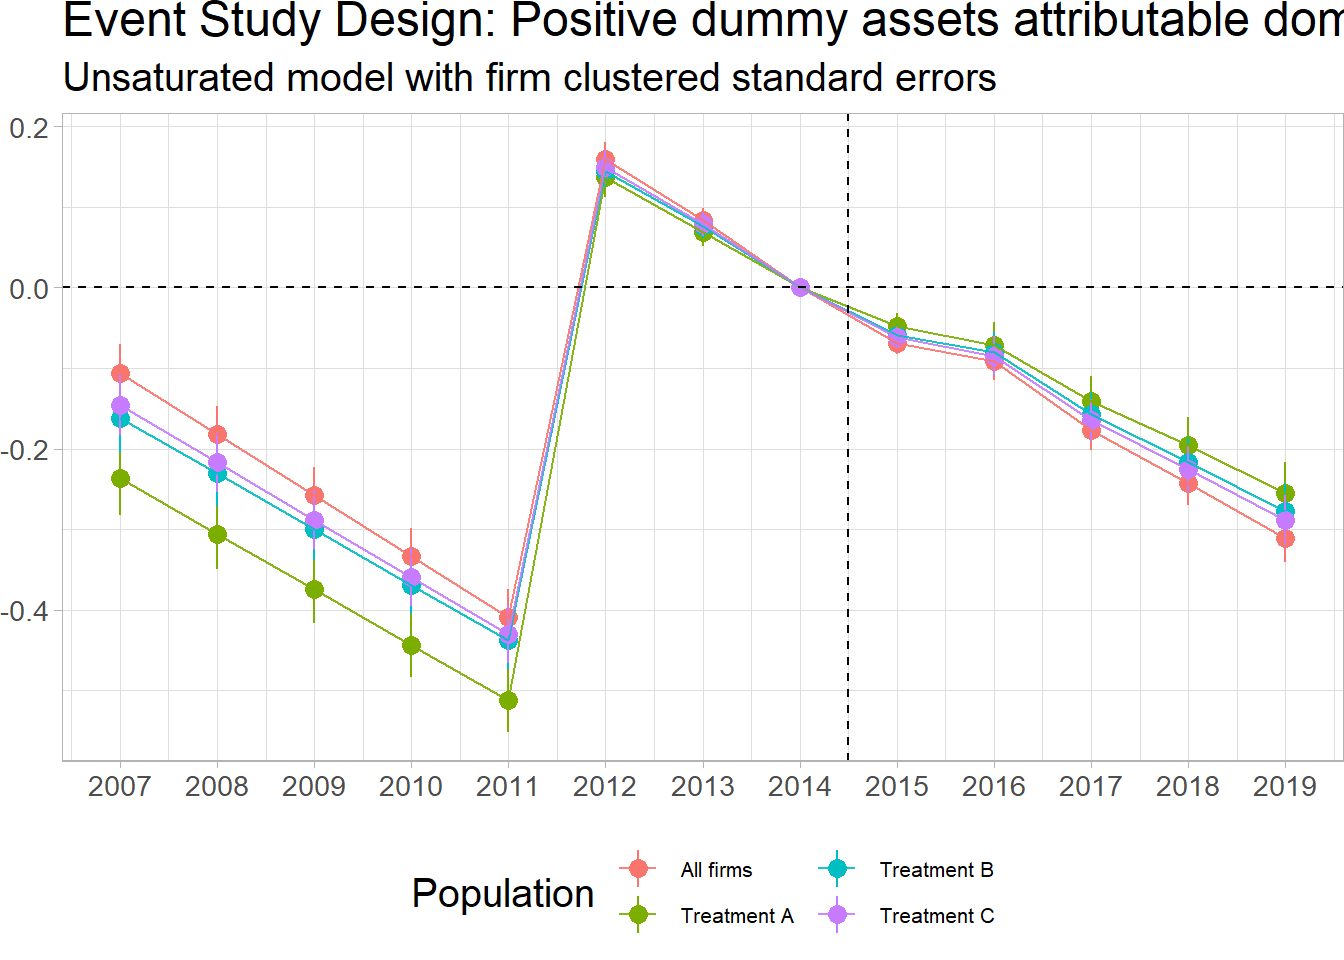 Event Study Design: Positive dummy assets attributable dom
Unsaturated model with firm clustered standard errors
0.2
0.0
-0.2
-0.4
2007 2008 2009 2010 2011 2012 2013 2014 2015 2016 2017 2018 2019
Population
All firms
Treatment B
Treatment A
Treatment C